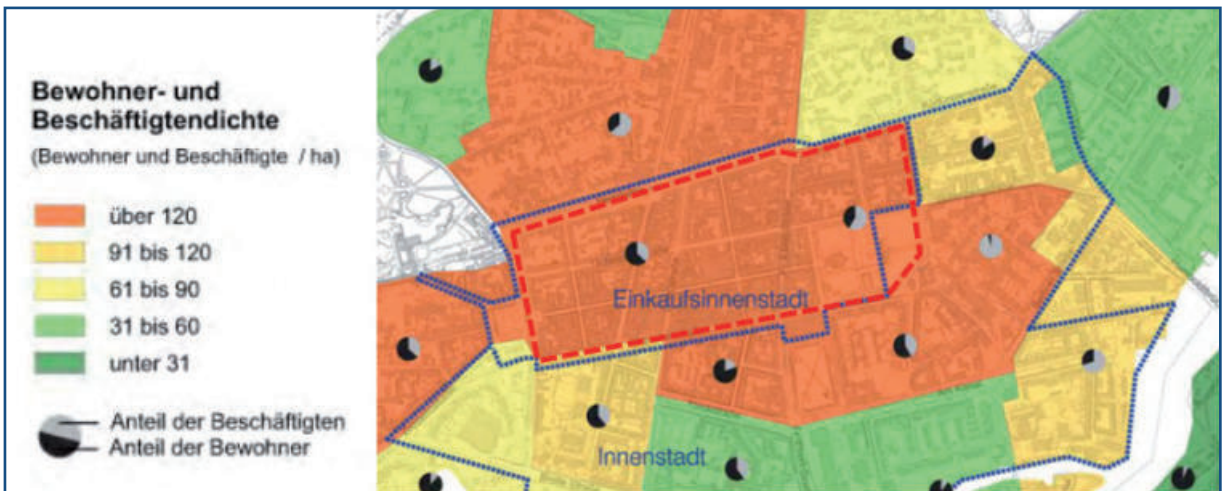 Bewohner- und
Beschäftigtendichte
(Bewohner und Beschäftigte / ha)
über 120
91 bis 120
61 bis 90
31 bis 60
unter 31
Anteil der Beschäftigten
Anteil der Bewohner
Einkaufsinnenstadt
Innenstadt